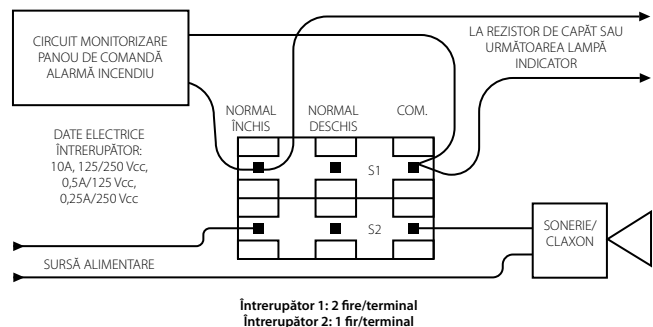 CIRCUIT MONITORIZARE
PANOU DE COMANDĂ
ALARMĂ INCENDIU
LA REZISTOR DE CAPĂT SAU
URMĂTOAREA LAMPĂ
INDICATOR
NORMAL
ÎNCHIS
NORMAL
DESCHIS
COM.
DATE ELECTRICE
ÎNTRERUPĂTOR:
10A, 125/250 Vcc,
0,5A/125 Vcc,
0,25A/250 Vcc
S1
S2
SONERIE/
CLAXON
SURSĂ ALIMENTARE
Întrerupător 1: 2 fire/terminal
Întrerupător 2: 1 fir/terminal